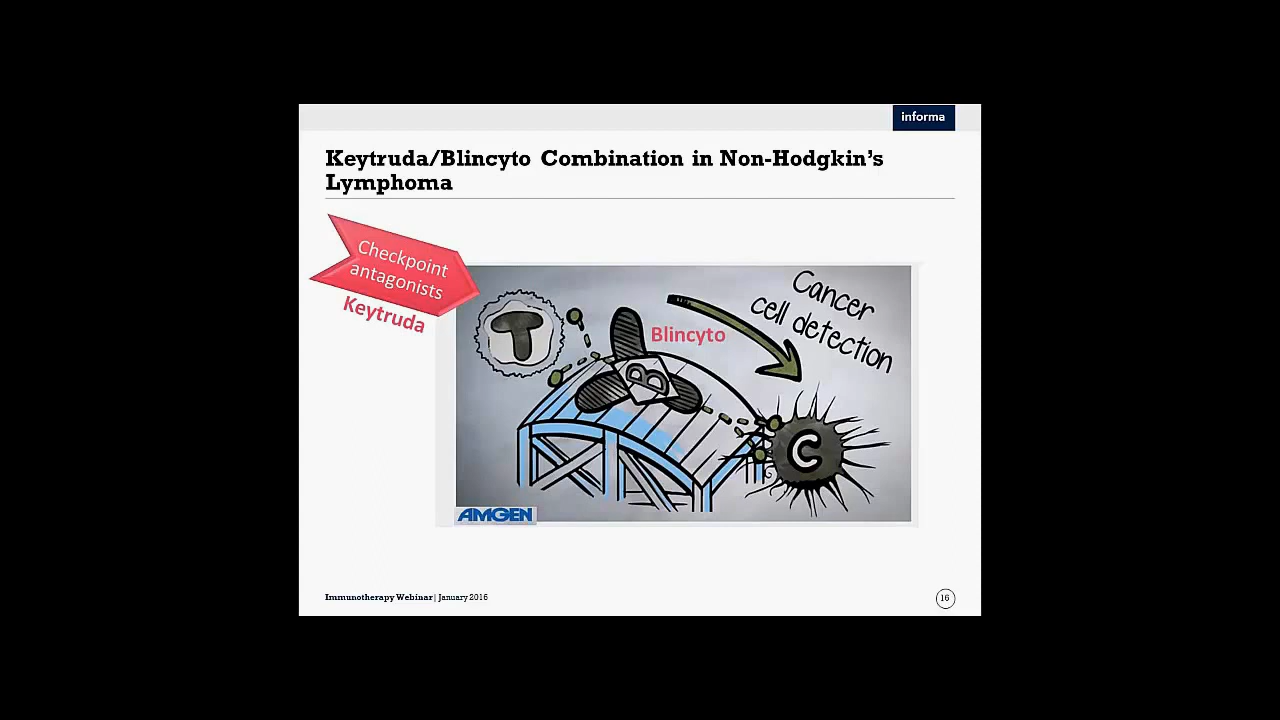 informa
Keytruda/Blincyto Combination in Non-Hodgkin's
Lymphoma
Checkpoint
antagonists
Keytruda
T
Blincyto
B
Cancer
cell detection
C
AMGEN
Immunotherapy Webinar| January 2016
16